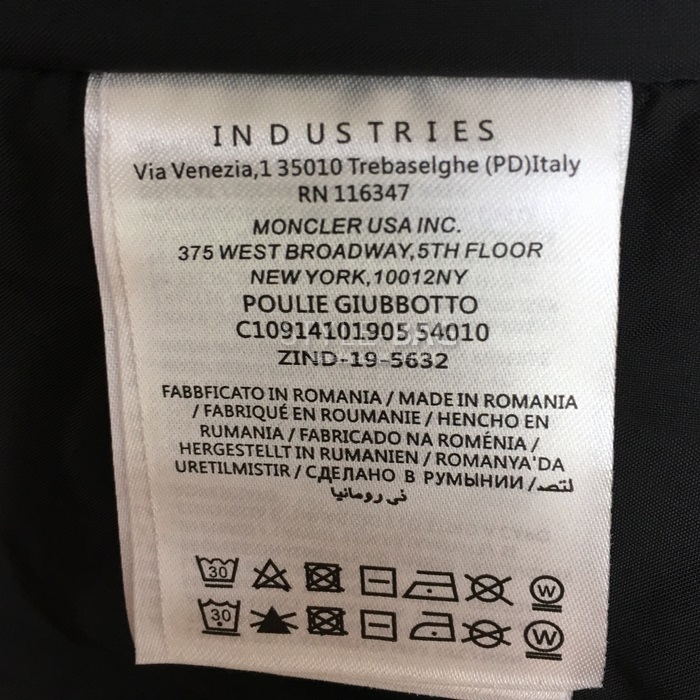 INDUSTRIES
Via Venezia,1 35010 Trebaselghe (PD)Italy
RN 116347
MONCLER USA INC.
375 WEST BROADWAY,5TH FLOOR
NEW YORK,10012NY
POULIE GIUBBOTTO
C10914101905 54010
ZIND-19-5632
FABBFICATO IN ROMANIA / MADE IN ROMANIA
/ FABRIQUÉ EN ROUMANIE / HENCHO EN
RUMANIA / FABRICADO NA ROMÉNIA /
HERGESTELLT IN RUMANIEN / ROMANYA'DA
URETILMISTIR / СДЕЛАНО В РУМЫНИИ / لتصـ
في رومانيا
30 W
30 W